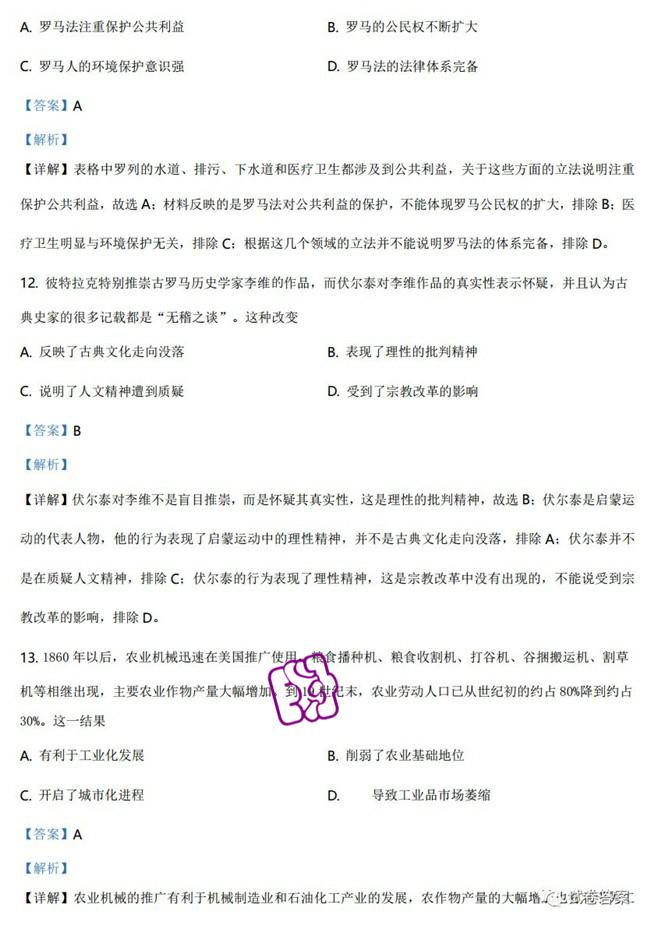 A. 罗马法注重保护公共利益 B. 罗马的公民权不断扩大
C. 罗马人的环境保护意识强 D. 罗马法的法律体系完备
【答案】A
【解析】
【详解】表格中罗列的水道、排污、下水道和医疗卫生都涉及到公共利益，关于这些方面的立法说明注重
保护公共利益，故选 A；材料反映的是罗马法对公共利益的保护，不能体现罗马公民权的扩大，排除 B；医
疗卫生明显与环境保护无关，排除 C；根据这几个领域的立法并不能说明罗马法的体系完备，排除 D。
12. 彼特拉克特别推崇古罗马历史学家李维的作品，而伏尔泰对李维作品的真实性表示怀疑，并且认为古
典史家的很多记载都是“无稽之谈”。这种改变
A. 反映了古典文化走向没落 B. 表现了理性的批判精神
C. 说明了人文精神遭到质疑 D. 受到了宗教改革的影响
【答案】B
【解析】
【详解】伏尔泰对李维不是盲目推崇，而是怀疑其真实性，这是理性的批判精神，故选 B；伏尔泰是启蒙运
动的代表人物，他的行为表现了启蒙运动中的理性精神，并不是古典文化走向没落，排除 A；伏尔泰并不
是在质疑人文精神，排除 C；伏尔泰的行为表现了理性精神，这是宗教改革中没有出现的，不能说受到宗
教改革的影响，排除 D。
13. 1860 年以后，农业机械迅速在美国推广使用。粮食播种机、粮食收割机、打谷机、谷捆搬运机、割草
机等相继出现，主要农业作物产量大幅增加。到 19 世纪末，农业劳动人口已从世纪初的约占 80%降到约占
30%。这一结果
A. 有利于工业化发展 B. 削弱了农业基础地位
C. 开启了城市化进程 D. 导致工业品市场萎缩
【答案】A
【解析】
【详解】农业机械的推广有利于机械制造业和石油化工产业的发展，农作物产量的大幅增 也 工
试卷答案